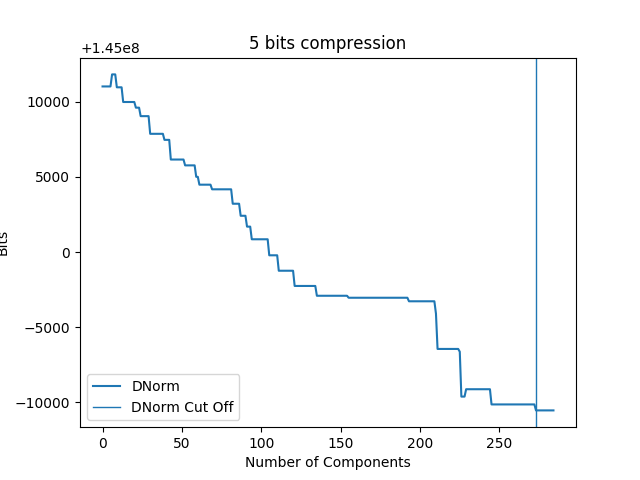 5 bits compression
+1.45e8
10000
5000
0
−5000
−10000
Bits
DNorm
DNorm Cut Off
0 50 100 150 200 250
Number of Components